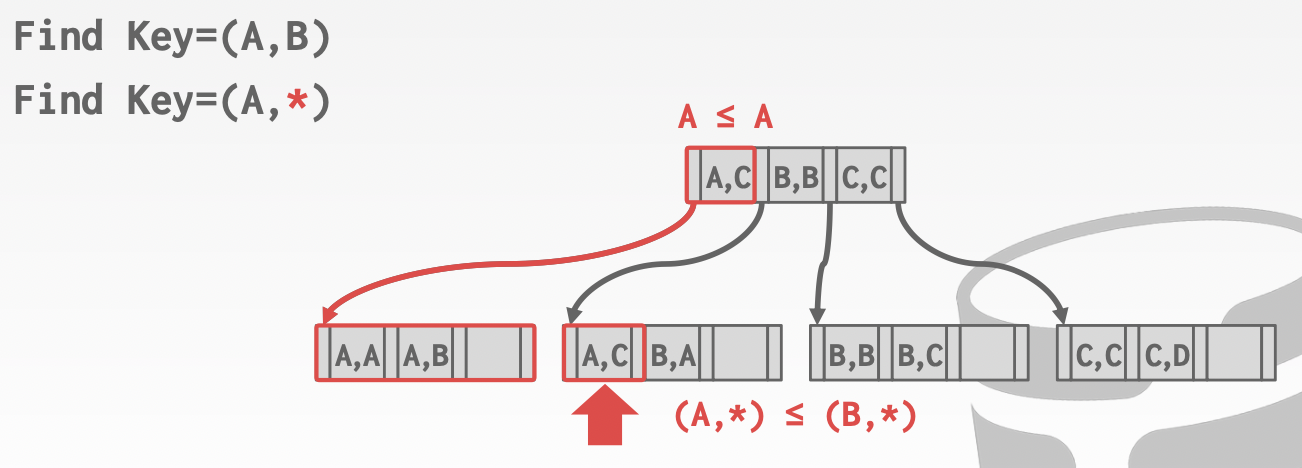 Find Key=(A,B)
Find Key=(A,*)
A ≤ A
A,C B,B C,C
A,A A,B
A,C B,A
B,B B,C
C,C C,D
(A,*) ≤ (B,*)